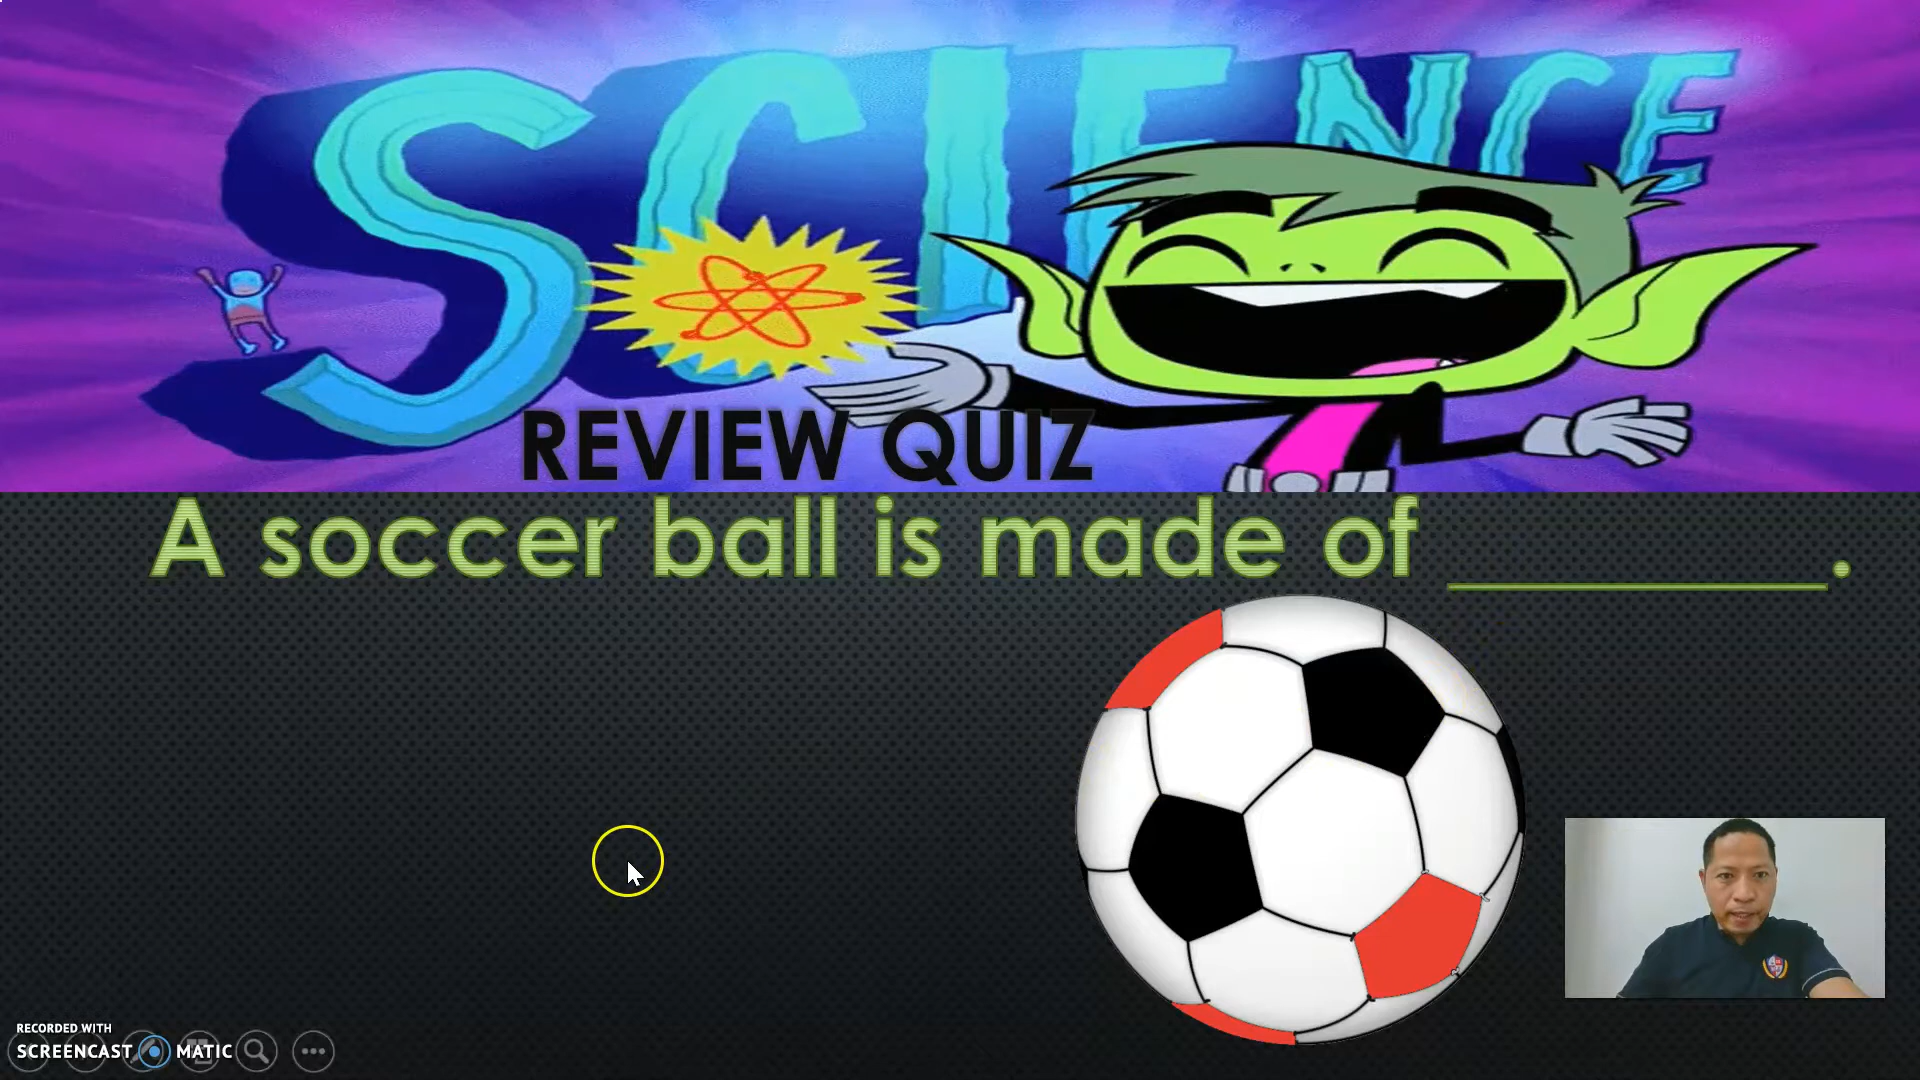 SCIENCE
REVIEW QUIZ
A soccer ball is made of ________.
RECORDED WITH
SCREENCAST MATIC